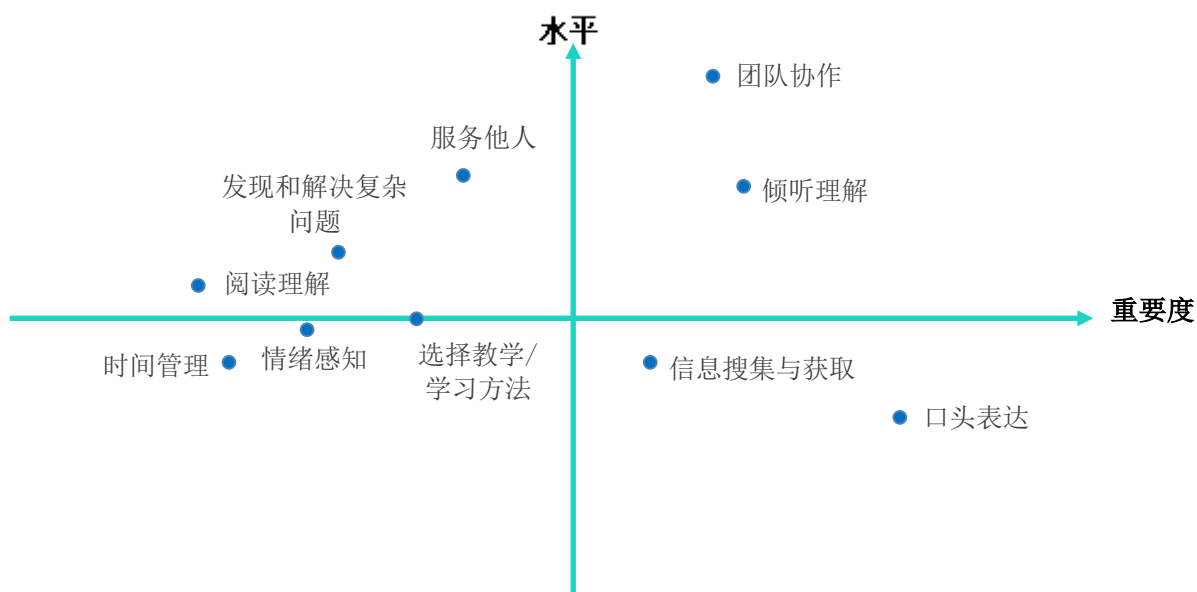 水平
团队协作
服务他人
发现和解决复杂
问题
倾听理解
阅读理解
重要度
时间管理
情绪感知
选择教学/
学习方法
信息搜集与获取
口头表达